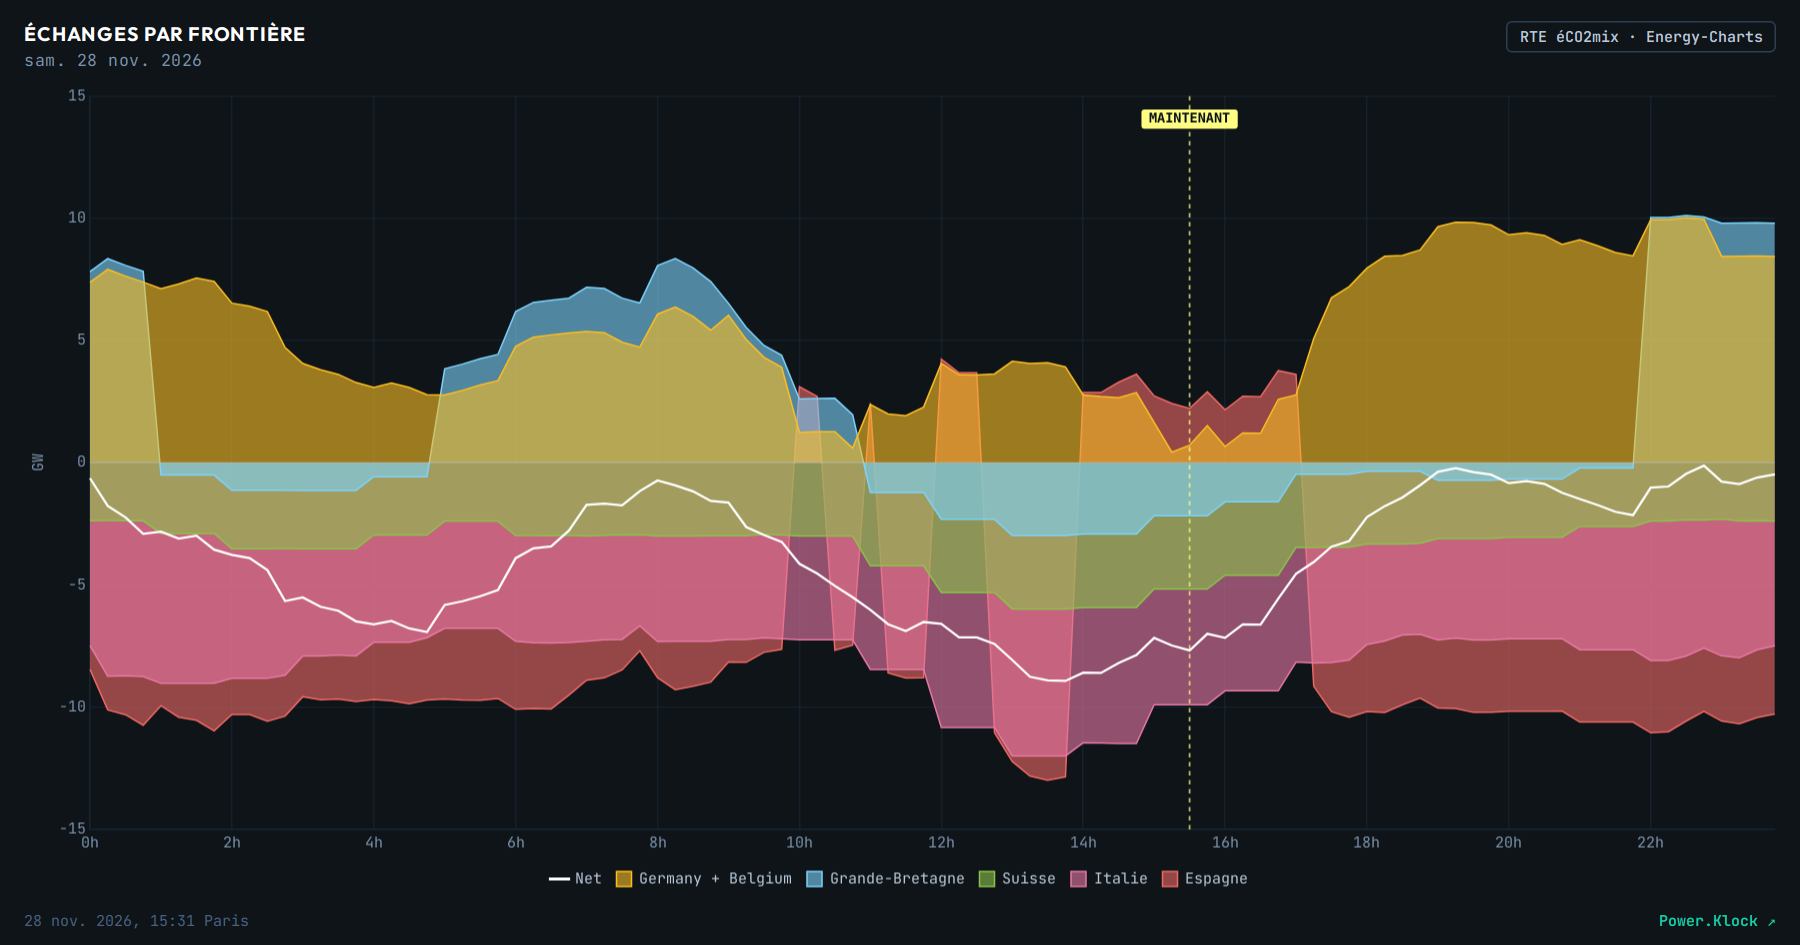 ÉCHANGES PAR FRONTIÈRE
sam. 28 nov. 2026
RTE éCO2mix · Energy-Charts
MAINTENANT
GW
15
10
5
0
-5
-10
-15
0h 2h 4h 6h 8h 10h 12h 14h 16h 18h 20h 22h
Net Germany + Belgium Grande-Bretagne Suisse Italie Espagne
28 nov. 2026, 15:31 Paris
Power.Klock ↗